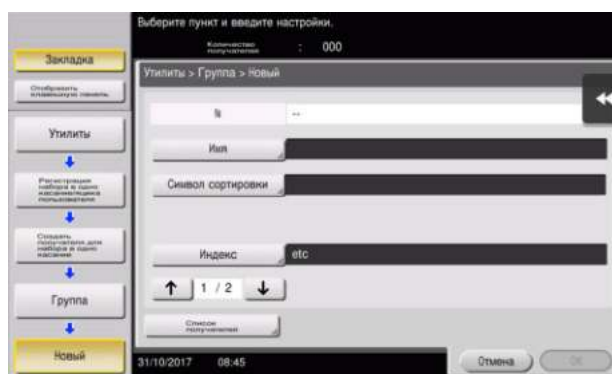 Выберите пункт и введите настройки.
Количество
получателей : 000
Закладка
Отобразить
клавишную панель
Утилиты
Регистрация
набора в одно
касание/ящика
пользователя
Создать
получателя для
набора в одно
касание
Группа
Новый
Утилиты > Группа > Новый
№ --
Имя
Символ сортировки
Индекс etc
1 / 2
Список
получателей
31/10/2017 08:45
Отмена OK